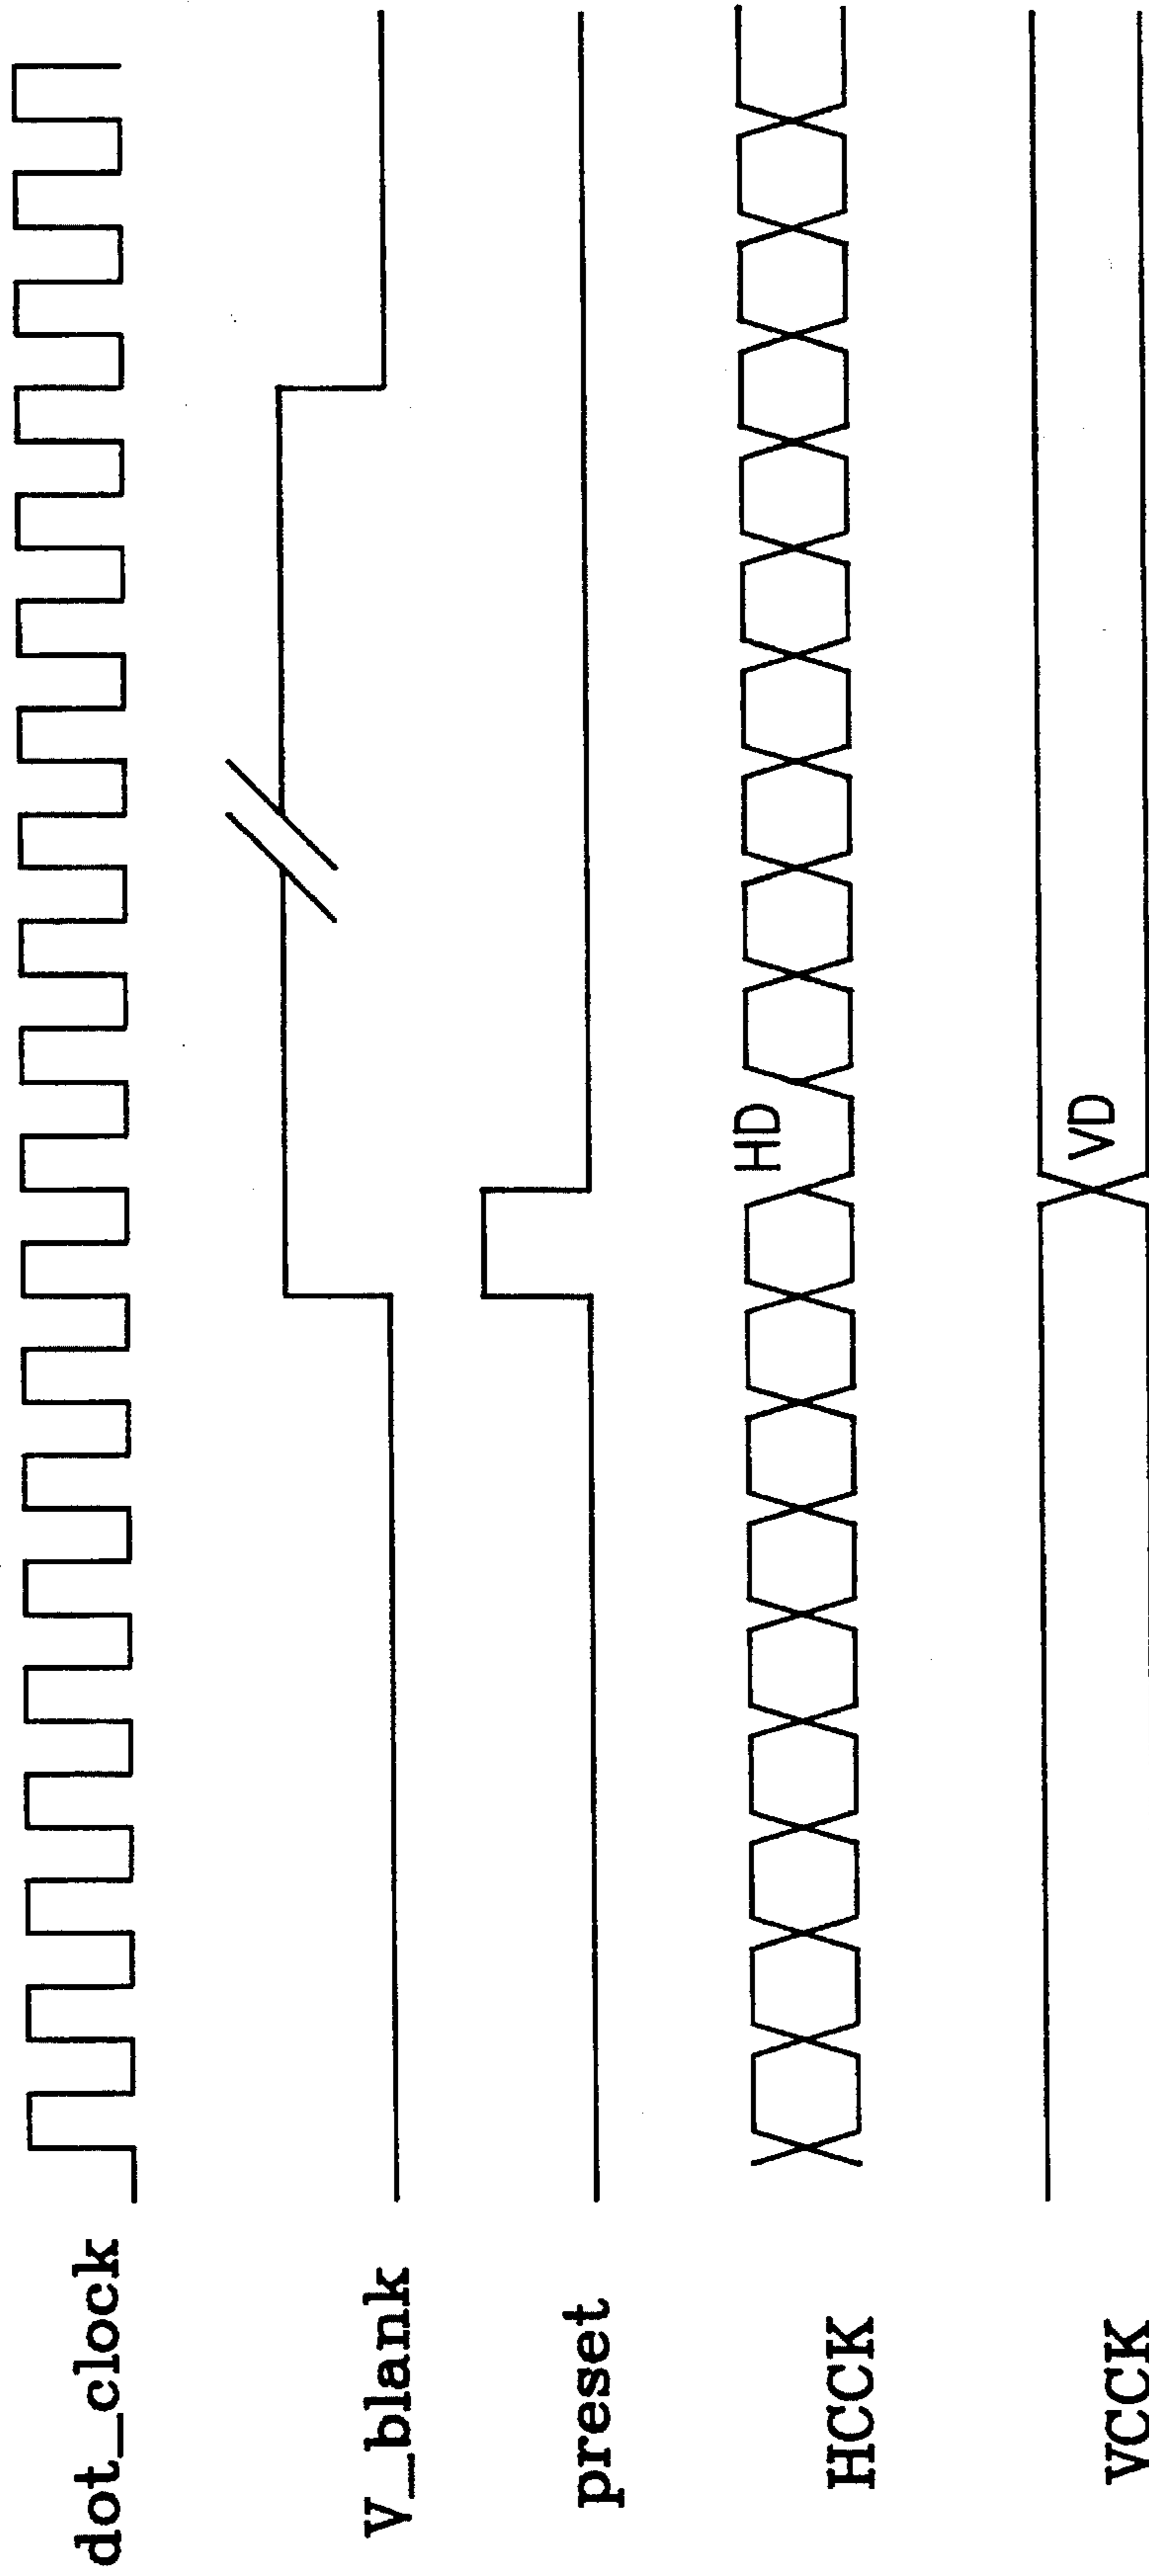 dot_clock
v_blank
preset
HCCK
HD
VCCK
VD